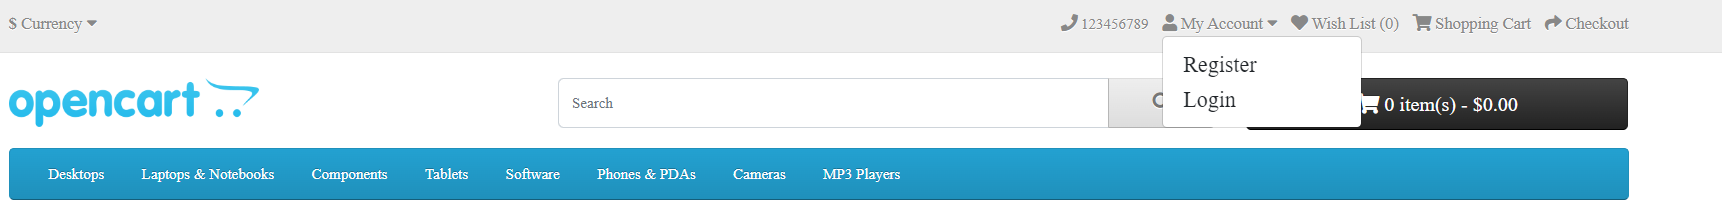 $ Currency
123456789 My Account Wish List (0) Shopping Cart Checkout
Register
Login
opencart
Search
0 item(s) - $0.00
Desktops Laptops & Notebooks Components Tablets Software Phones & PDAs Cameras MP3 Players